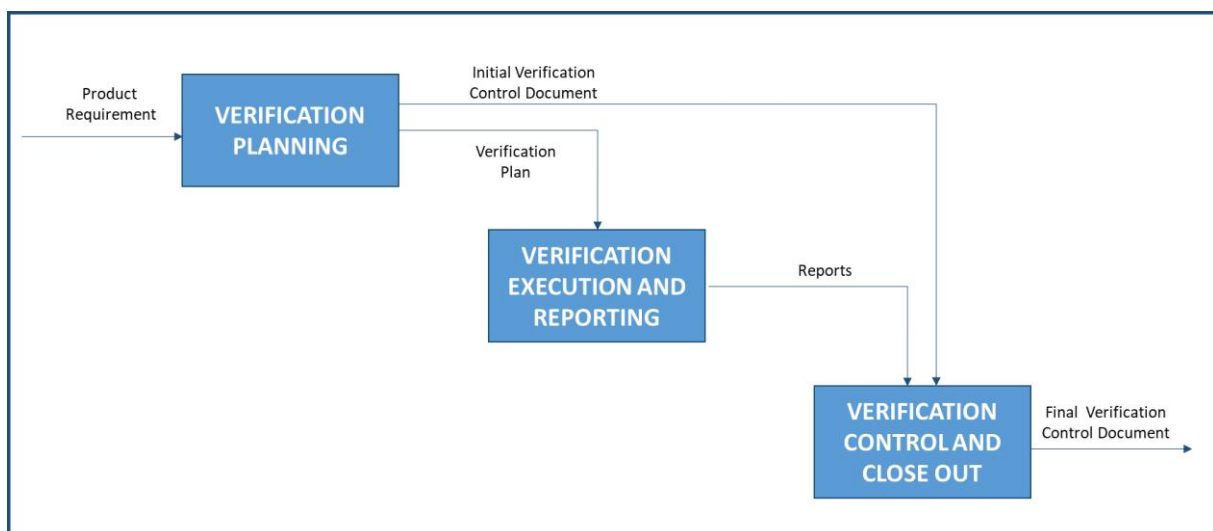 Product
Requirement
VERIFICATION
PLANNING
Initial Verification
Control Document
Verification
Plan
VERIFICATION
EXECUTION AND
REPORTING
Reports
VERIFICATION
CONTROL AND
CLOSE OUT
Final Verification
Control Document